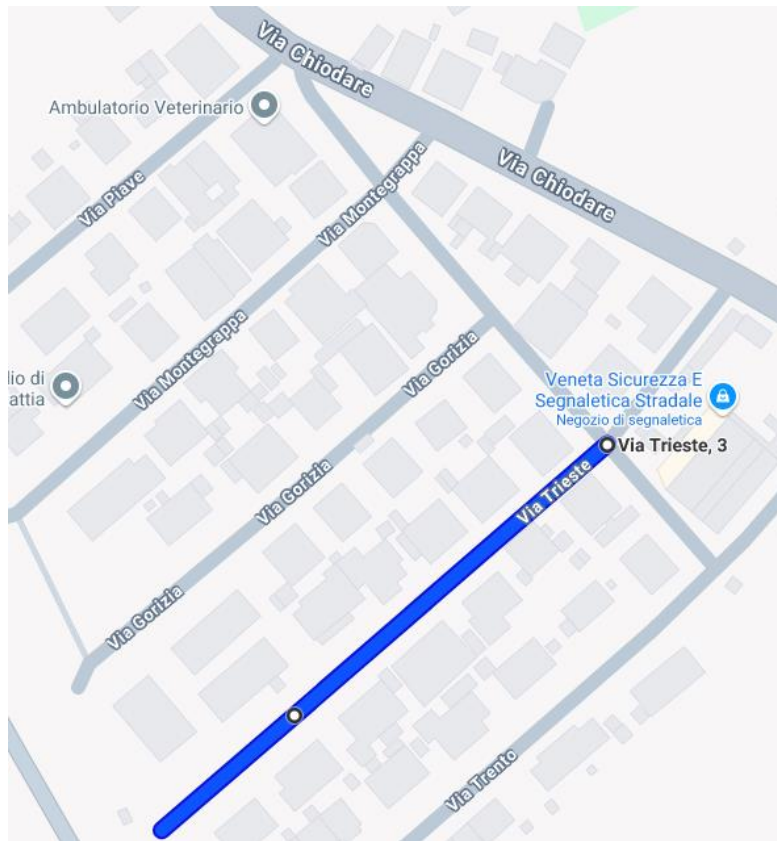 Via Chiodare
Ambulatorio Veterinario
Via Chiodare
Via Piave
Via Montegrappa
Via Montegrappa
Via Gorizia
lio di
attia
Veneta Sicurezza E
Segnaletica Stradale
Negozio di segnaletica
Via Trieste, 3
Via Trieste
Via Gorizia
Via Gorizia
Via Trento